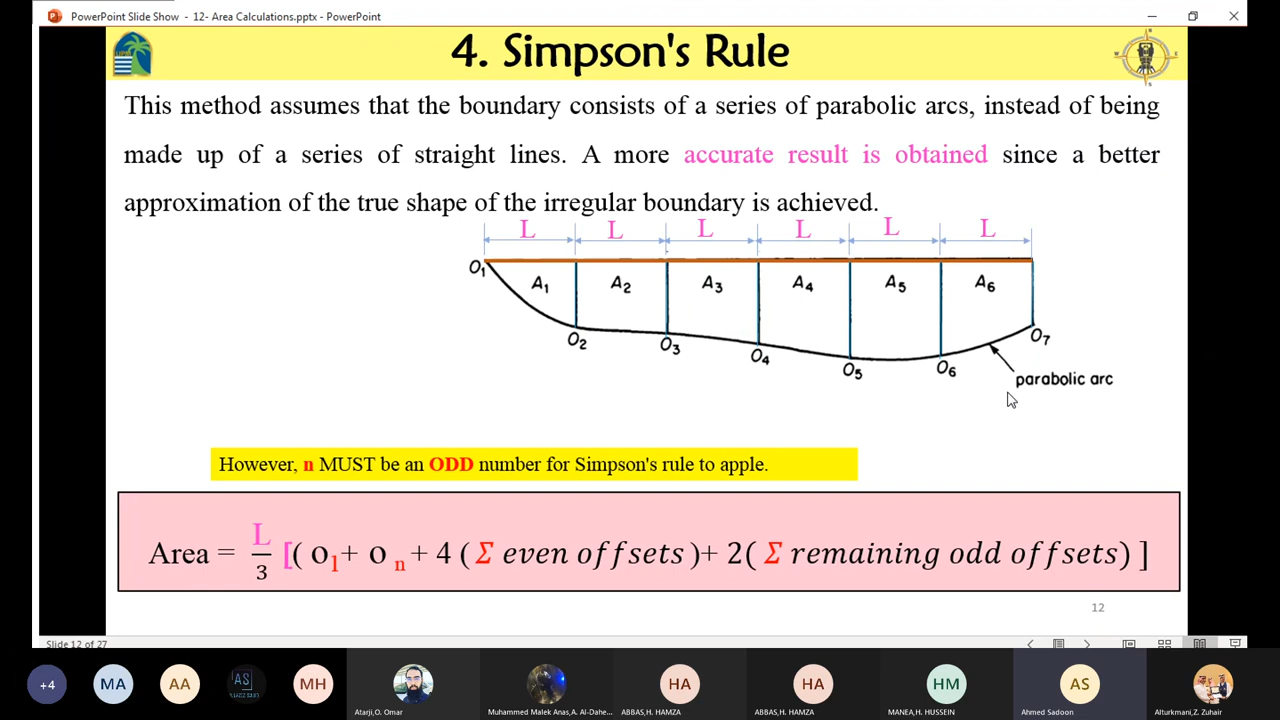 PowerPoint Slide Show - 12- Area Calculations.pptx - PowerPoint
4. Simpson's Rule
This method assumes that the boundary consists of a series of parabolic arcs, instead of being
made up of a series of straight lines. A more accurate result is obtained since a better
approximation of the true shape of the irregular boundary is achieved.
L L L L L L
O₁ A₁ A₂ A₃ A₄ A₅ A₆
O₂ O₃ O₄ O₅ O₆ O₇
parabolic arc
However, n MUST be an ODD number for Simpson's rule to apple.
Area = L/3 [( o₁+ o n + 4 ( Σ even offsets )+ 2( Σ remaining odd offsets) ]
12
Slide 12 of 27
+4 MA AA AS MH HA HA HM AS
Atarji,O. Omar Muhammed Malek Anas,A. Al-Dahe... ABBAS,H. HAMZA ABBAS,H. HAMZA MANEA,H. HUSSEIN Ahmed Sadoon Alturkmani,Z. Zuhair